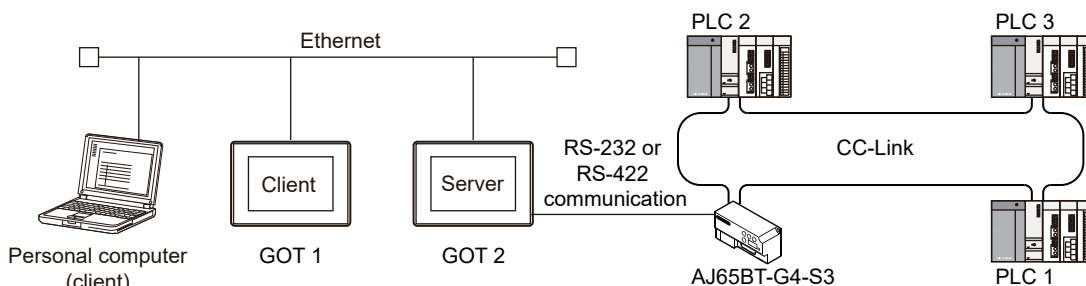 Ethernet
PLC 2
PLC 3
Client
Server
RS-232 or
RS-422
communication
CC-Link
Personal computer
(client)
GOT 1
GOT 2
AJ65BT-G4-S3
PLC 1